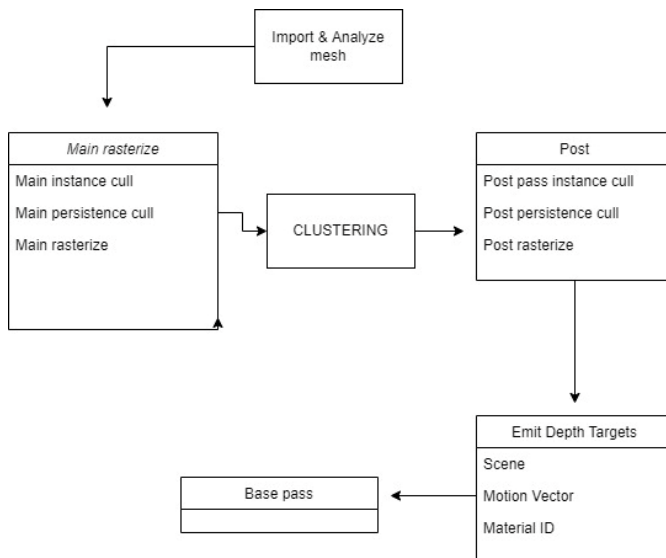 Import & Analyze
mesh
Main rasterize
Main instance cull
Main persistence cull
Main rasterize
CLUSTERING
Post
Post pass instance cull
Post persistence cull
Post rasterize
Emit Depth Targets
Scene
Motion Vector
Material ID
Base pass